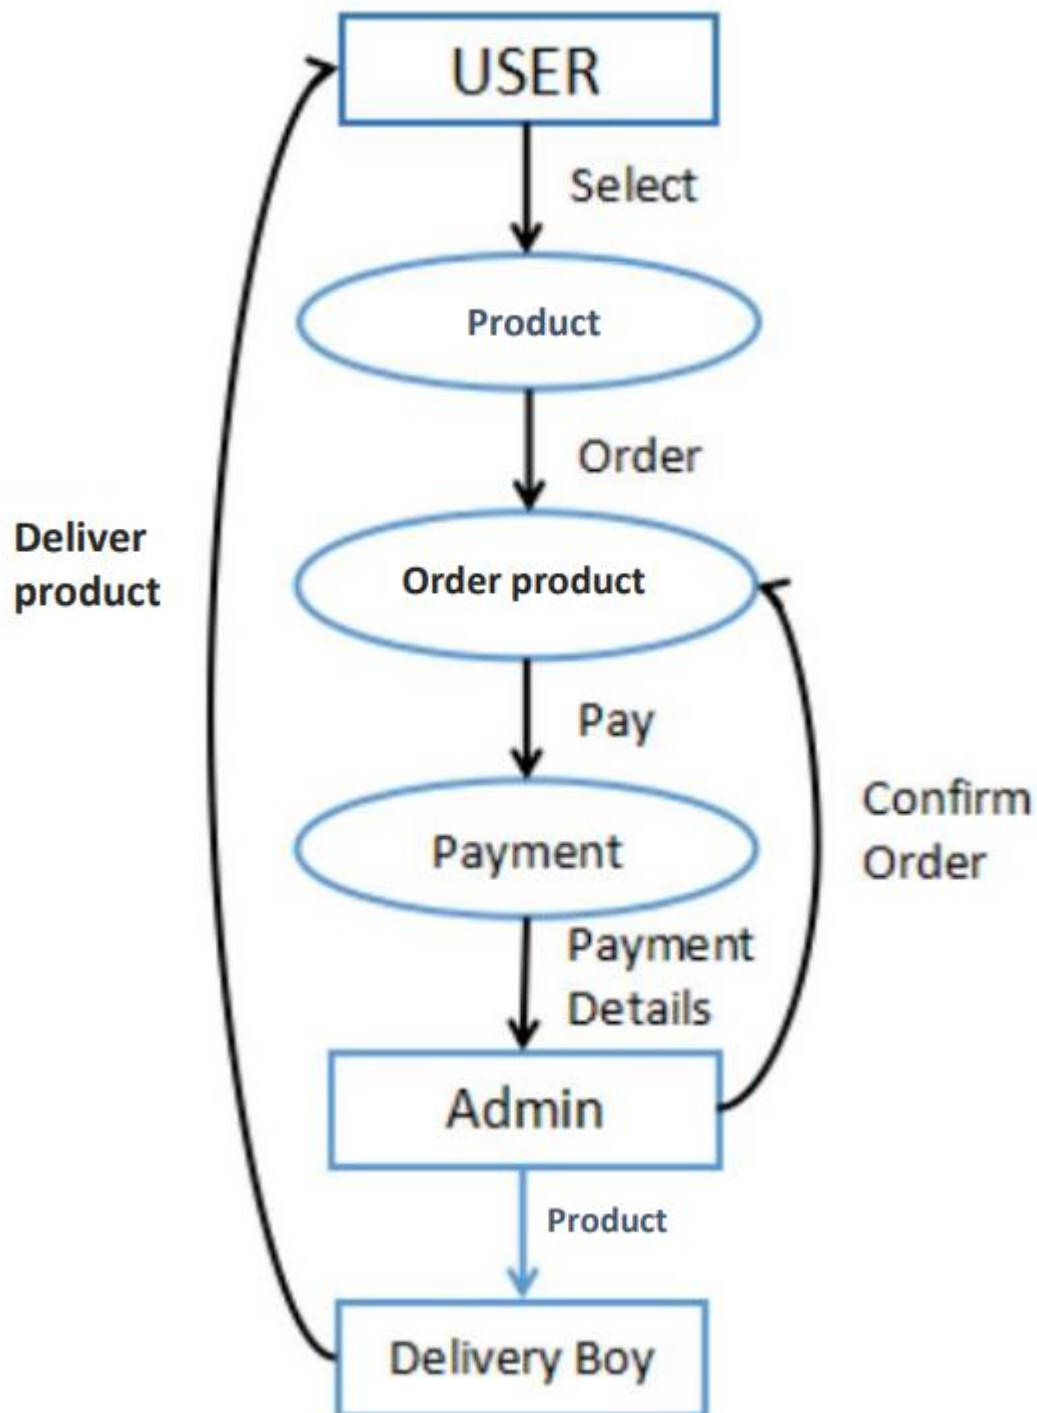 USER
Select
Product
Order
Deliver
product
Order product
Pay
Payment
Confirm
Order
Payment
Details
Admin
Product
Delivery Boy